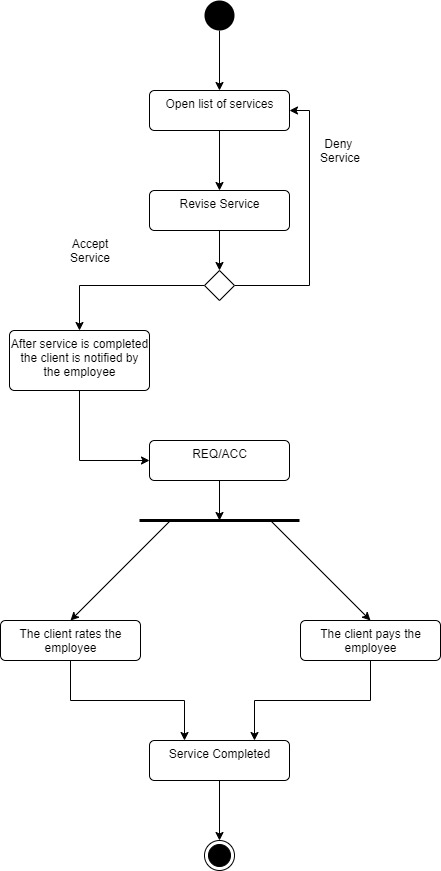 Open list of services
Deny
Service
Revise Service
Accept
Service
After service is completed
the client is notified by
the employee
REQ/ACC
The client rates the
employee
The client pays the
employee
Service Completed